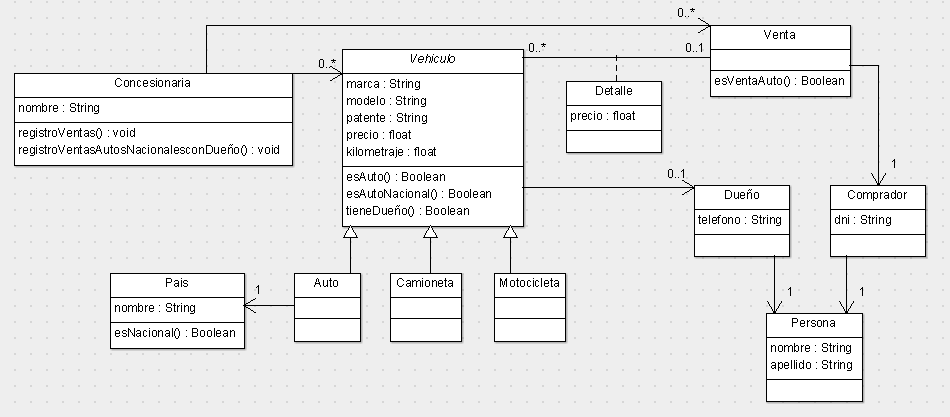 0..*
Venta
esVentaAuto() : Boolean
0..*
Vehiculo
marca : String
modelo : String
patente : String
precio : float
kilometraje : float
esAuto() : Boolean
esAutoNacional() : Boolean
tieneDueño() : Boolean
0..*
0..1
Concesionaria
nombre : String
registroVentas() : void
registroVentasAutosNacionalesconDueño() : void
Detalle
precio : float
0..1
1
Dueño
telefono : String
Comprador
dni : String
Pais
nombre : String
esNacional() : Boolean
1
Auto
Camioneta
Motocicleta
1
1
Persona
nombre : String
apellido : String